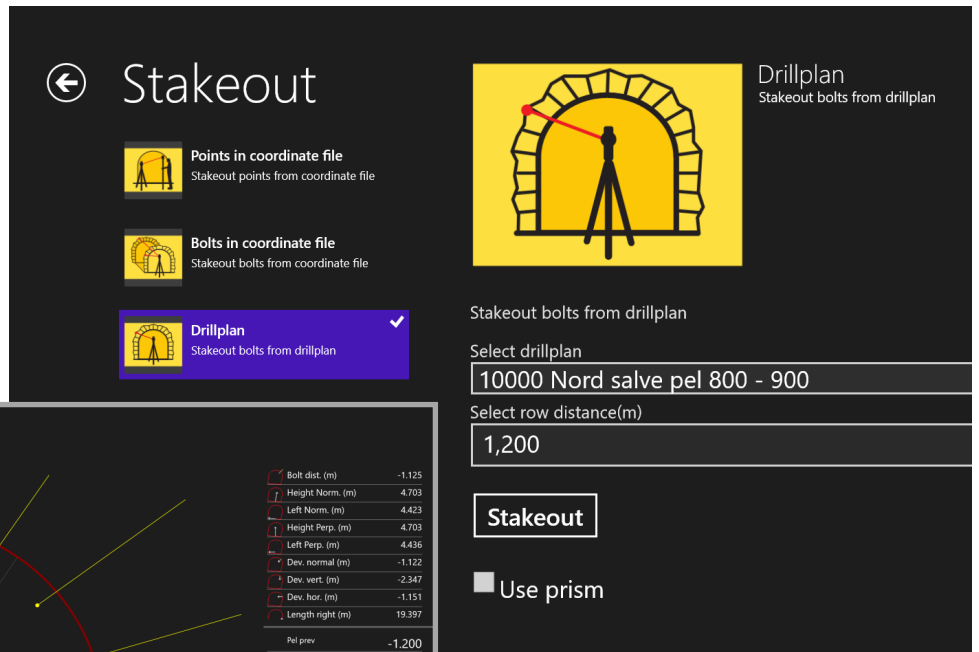 Stakeout
Points in coordinate file
Stakeout points from coordinate file
Bolts in coordinate file
Stakeout bolts from coordinate file
Drillplan
Stakeout bolts from drillplan
Drillplan
Stakeout bolts from drillplan
Stakeout bolts from drillplan
Select drillplan
10000 Nord salve pel 800 - 900
Select row distance(m)
1,200
Stakeout
Use prism
Bolt dist. (m) -1.125
Height Norm. (m) 4.703
Left Norm. (m) 4.423
Height Perp. (m) 4.703
Left Perp. (m) 4.436
Dev. normal (m) -1.122
Dev. vert. (m) -2.347
Dev. hor. (m) -1.151
Length right (m) 19.397
Pel prev -1.200